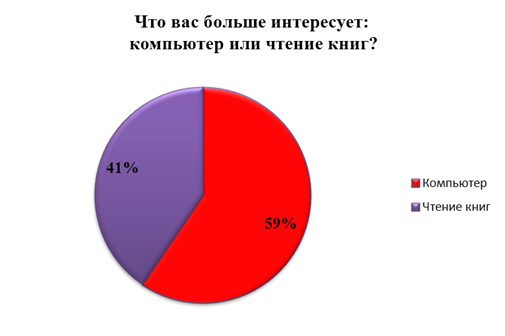 Что вас больше интересует:
компьютер или чтение книг?
41%
59%
Компьютер
Чтение книг